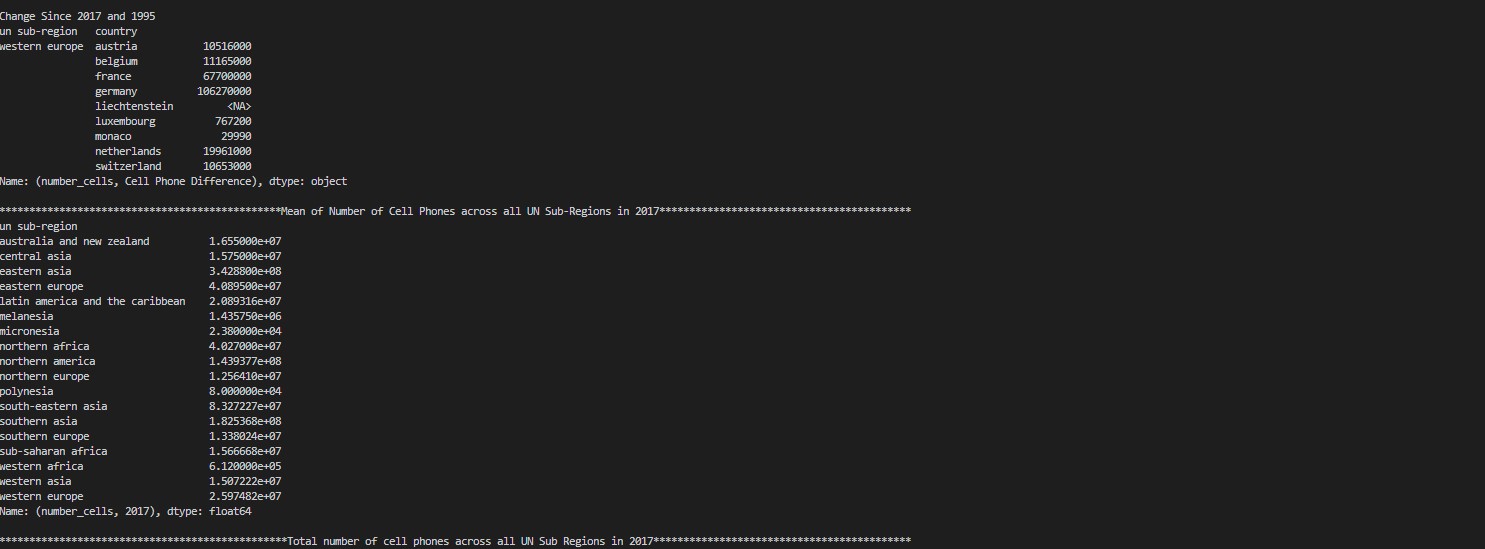 Change Since 2017 and 1995
un sub-region   country
western europe  austria           10516000
                belgium           11165000
                france            67700000
                germany          106270000
                liechtenstein         <NA>
                luxembourg          767200
                monaco               29990
                netherlands       19961000
                switzerland       10653000
Name: (number_cells, Cell Phone Difference), dtype: object

***********************************************Mean of Number of Cell Phones across all UN Sub-Regions in 2017******************************************
un sub-region
australia and new zealand          1.655000e+07
central asia                       1.575000e+07
eastern asia                       3.428800e+08
eastern europe                     4.089500e+07
latin america and the caribbean    2.089316e+07
melanesia                          1.435750e+06
micronesia                         2.380000e+04
northern africa                    4.027000e+07
northern america                   1.439377e+08
northern europe                    1.256410e+07
polynesia                          8.000000e+04
south-eastern asia                 8.327227e+07
southern asia                      1.825368e+08
southern europe                    1.338024e+07
sub-saharan africa                 1.566668e+07
western africa                     6.120000e+05
western asia                       1.507222e+07
western europe                     2.597482e+07
Name: (number_cells, 2017), dtype: float64

************************************************Total number of cell phones across all UN Sub Regions in 2017*******************************************